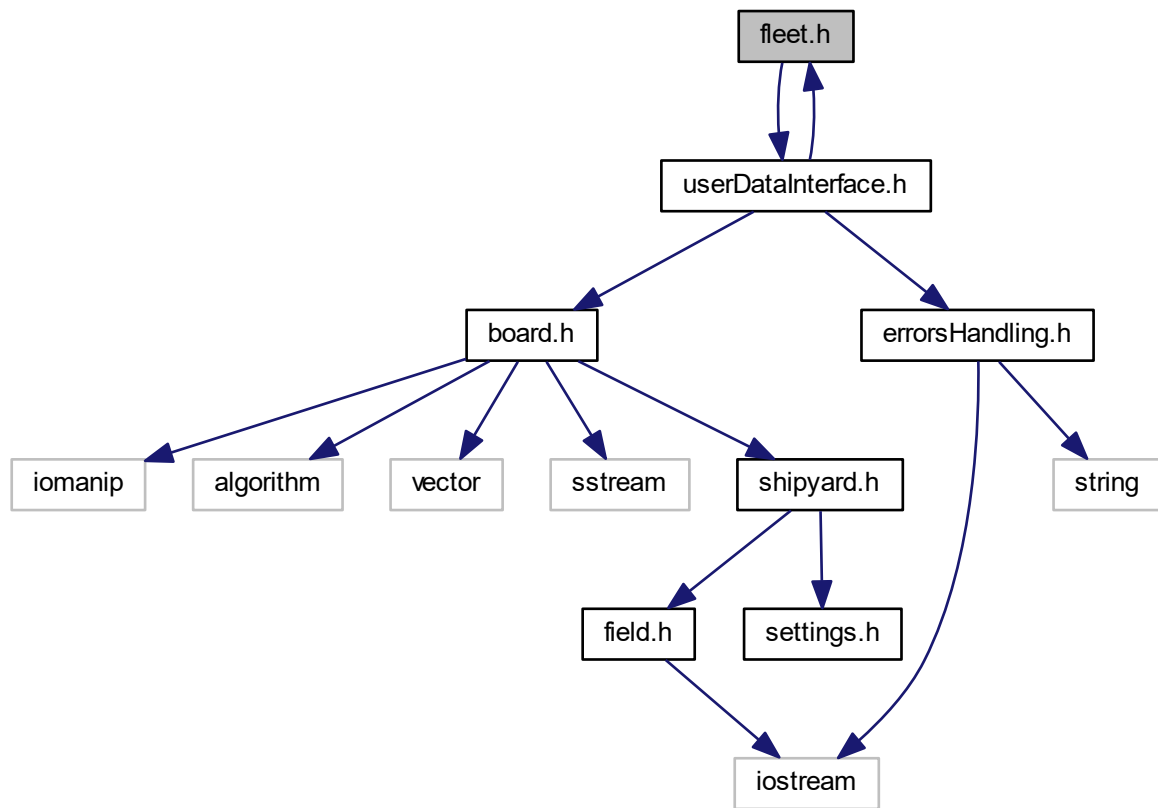 fleet.h
userDataInterface.h
board.h
errorsHandling.h
iomanip
algorithm
vector
sstream
shipyard.h
string
field.h
settings.h
iostream